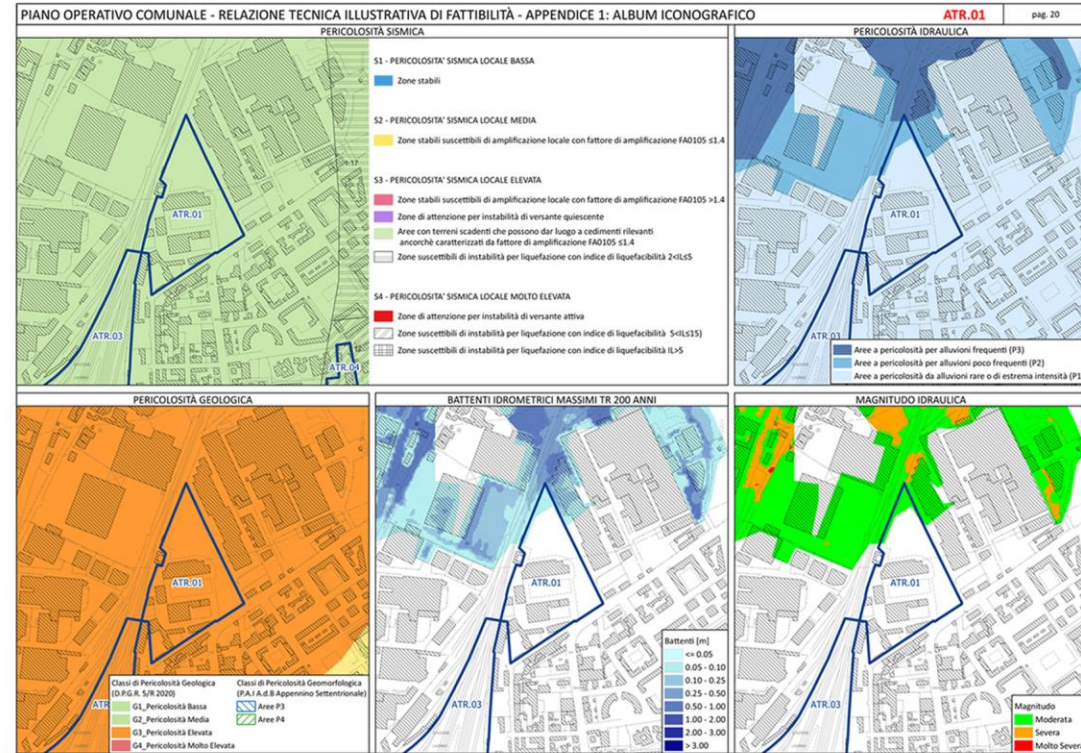 PIANO OPERATIVO COMUNALE - RELAZIONE TECNICA ILLUSTRATIVA DI FATTIBILITÀ - APPENDICE 1: ALBUM ICONOGRAFICO
ATR.01
pag. 20
PERICOLOSITÀ SISMICA
S1 - PERICOLOSITA' SISMICA LOCALE BASSA
Zone stabili
S2 - PERICOLOSITA' SISMICA LOCALE MEDIA
Zone stabili suscettibili di amplificazione locale con fattore di amplificazione FA0105 ≤1.4
S3 - PERICOLOSITA' SISMICA LOCALE ELEVATA
Zone stabili suscettibili di amplificazione locale con fattore di amplificazione FA0105 >1.4
Zone di attenzione per instabilità di versante quiescente
Aree con terreni scadenti che possono dar luogo a cedimenti rilevanti
ancorchè caratterizzati da fattore di amplificazione FA0105 ≤1.4
Zone suscettibili di instabilità per liquefazione con indice di liquefacibilità 2<IL≤5
S4 - PERICOLOSITA' SISMICA LOCALE MOLTO ELEVATA
Zone di attenzione per instabilità di versante attiva
Zone suscettibili di instabilità per liquefazione con indice di liquefacibilità 5<IL≤15)
Zone suscettibili di instabilità per liquefazione con indice di liquefacibilità IL>5
ATR.01
ATR.03
ATR.04
PERICOLOSITÀ IDRAULICA
ATR.01
ATR.03
Aree a pericolosità per alluvioni frequenti (P3)
Aree a pericolosità per alluvioni poco frequenti (P2)
Aree a pericolosità da alluvioni rare o di estrema intensità (P1
PERICOLOSITÀ GEOLOGICA
ATR.01
ATR
Classi di Pericolosità Geologica
(D.P.G.R. 5/R 2020)
G1_Pericolosità Bassa
G2_Pericolosità Media
G3_Pericolosità Elevata
G4_Pericolosità Molto Elevata
Classi di Pericolosità Geomorfologica
(P.A.I A.d.B Appennino Settentrionale)
Aree P3
Aree P4
BATTENTI IDROMETRICI MASSIMI TR 200 ANNI
ATR.01
ATR.03
Battenti [m]
<= 0.05
0.05 - 0.10
0.10 - 0.25
0.25 - 0.50
0.50 - 1.00
1.00 - 2.00
2.00 - 3.00
> 3.00
MAGNITUDO IDRAULICA
ATR.01
ATR.03
Magnitudo
Moderata
Severa
Molto Seve